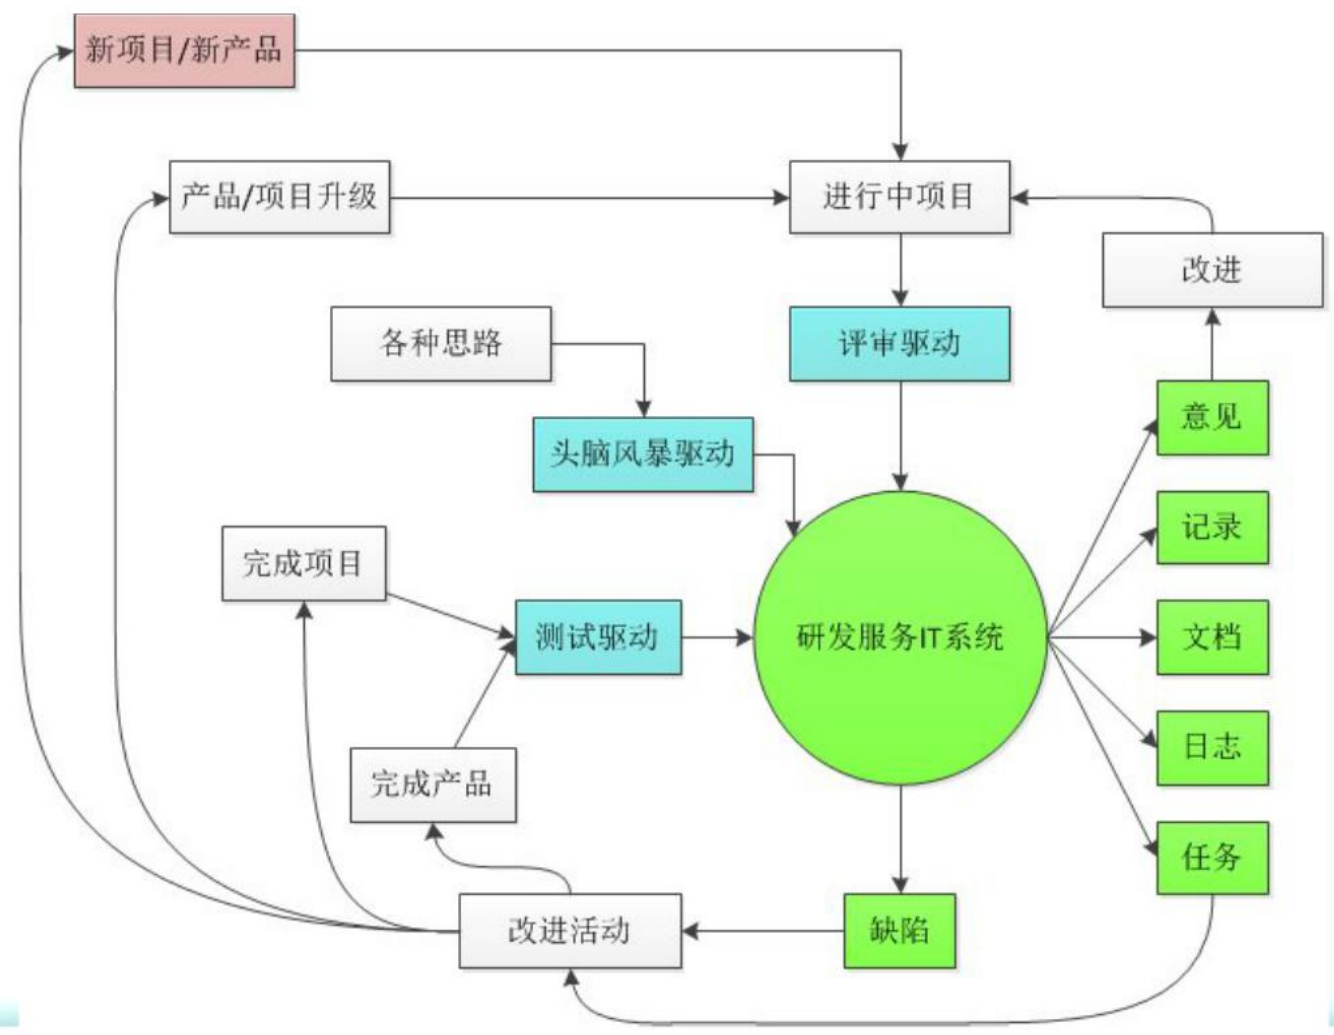 新项目/新产品
产品/项目升级
进行中项目
改进
各种思路
评审驱动
头脑风暴驱动
意见
记录
完成项目
测试驱动
研发服务IT系统
文档
日志
完成产品
任务
改进活动
缺陷